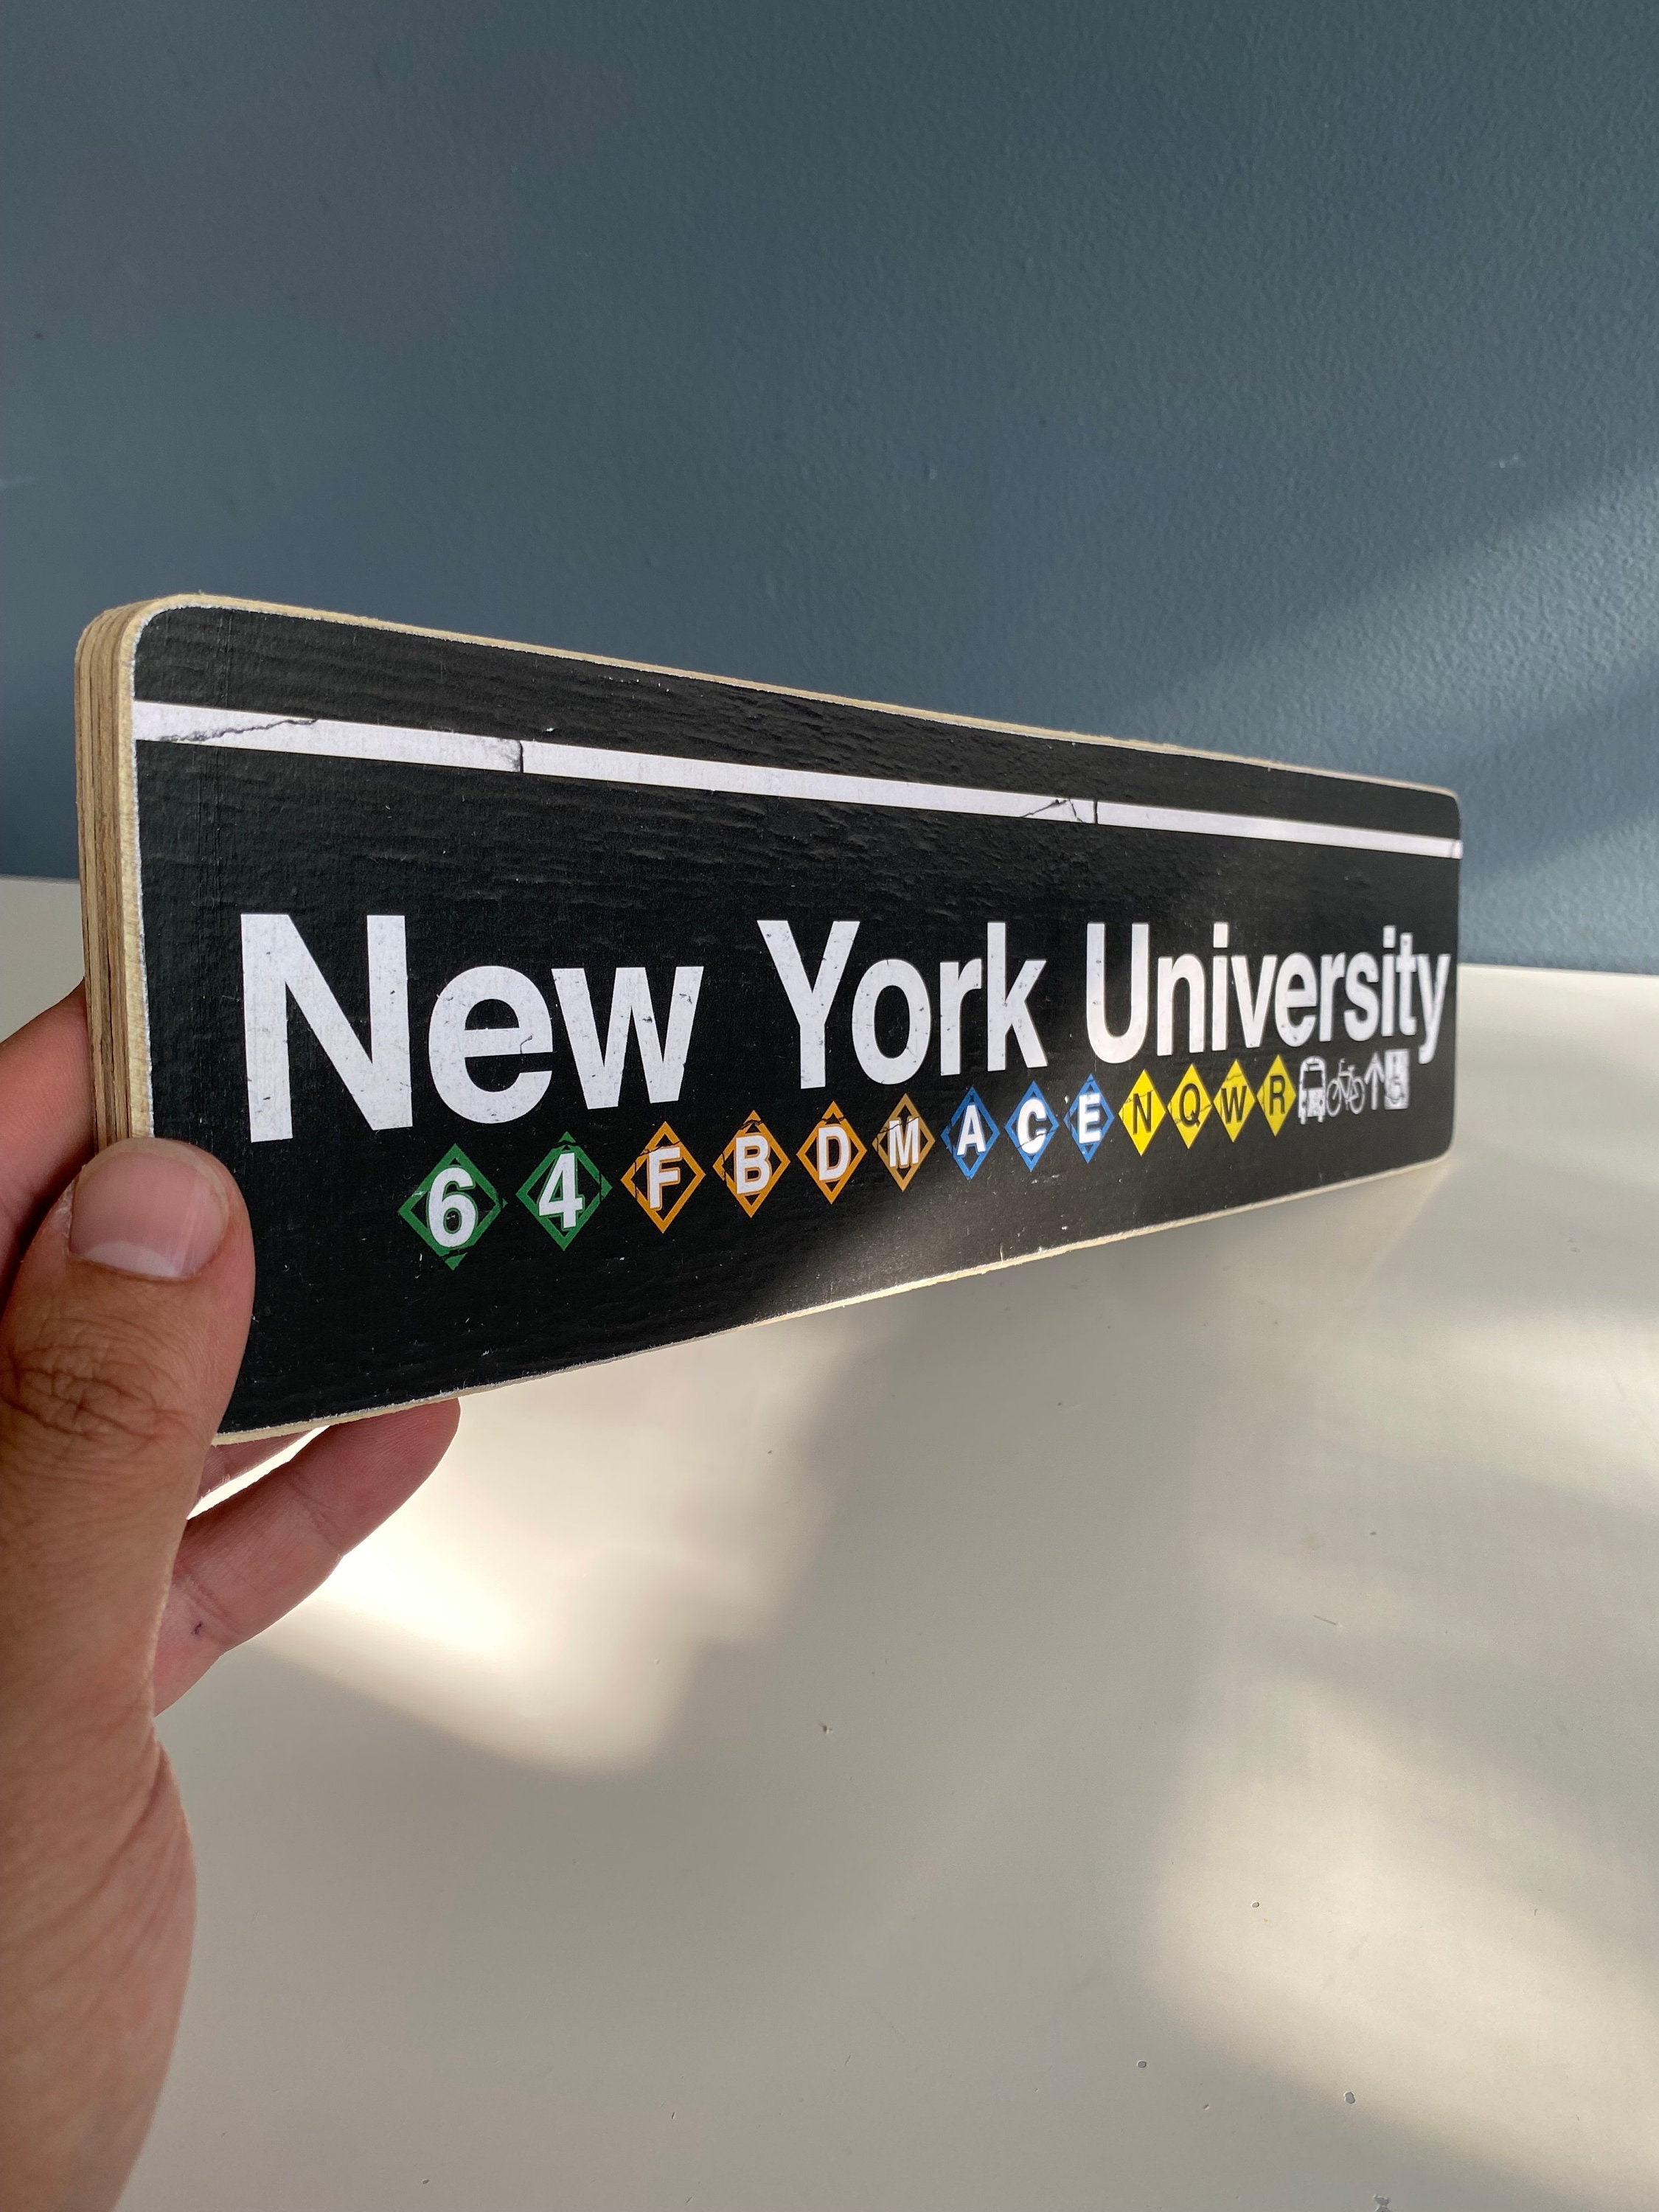 New York University
6 4 F B D M A C E N Q W R